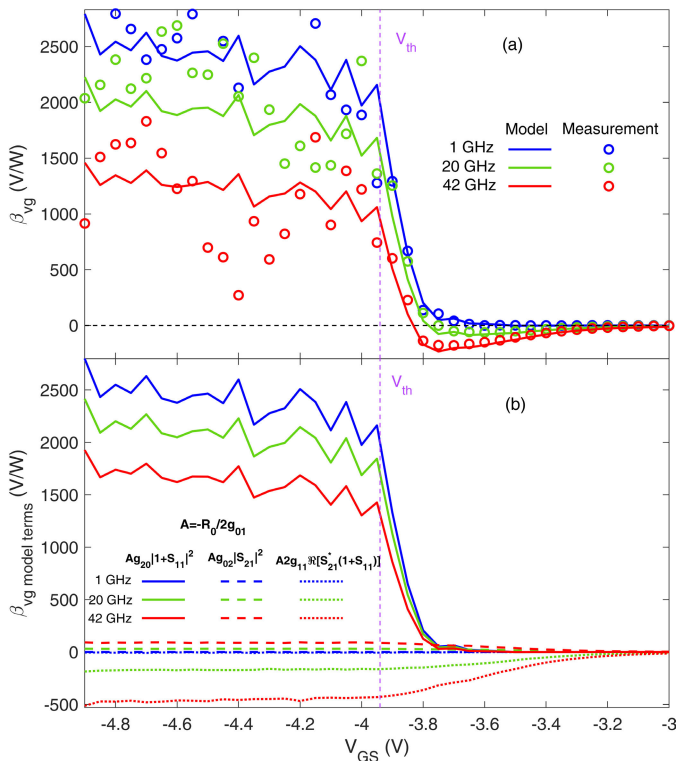 (a)
V_th
Model Measurement
1 GHz
20 GHz
42 GHz
β_vg (V/W)
2500
2000
1500
1000
500
0
(b)
V_th
A=-R_0/2g_01
Ag_20|1+S_11|^2 Ag_02|S_21|^2 A2g_11ℜ[S_21^*(1+S_11)]
1 GHz
20 GHz
42 GHz
β_vg model terms (V/W)
2500
2000
1500
1000
500
0
-500
-4.8 -4.6 -4.4 -4.2 -4 -3.8 -3.6 -3.4 -3.2 -3
V_GS (V)